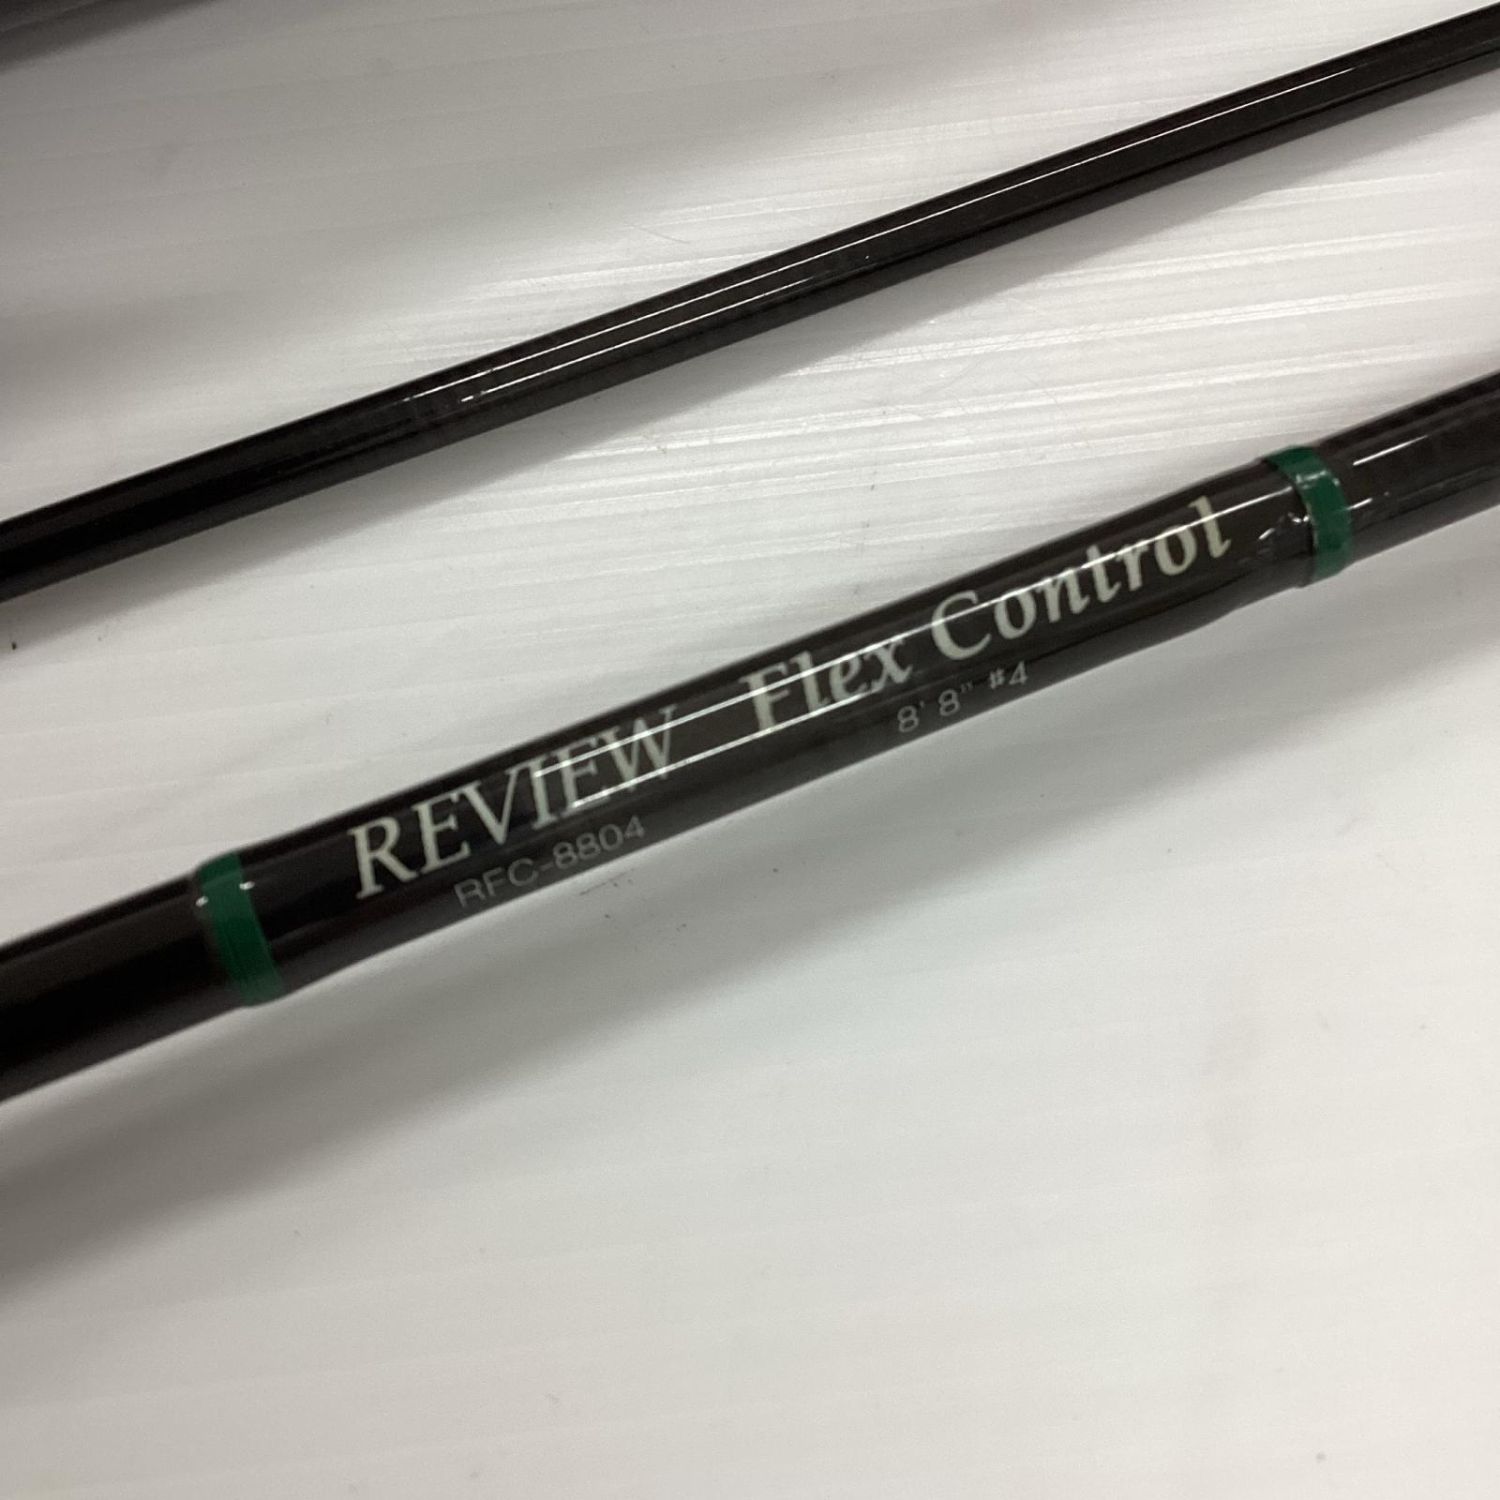 REVIEW Flex Control
RFC-8804 8' 8" #4